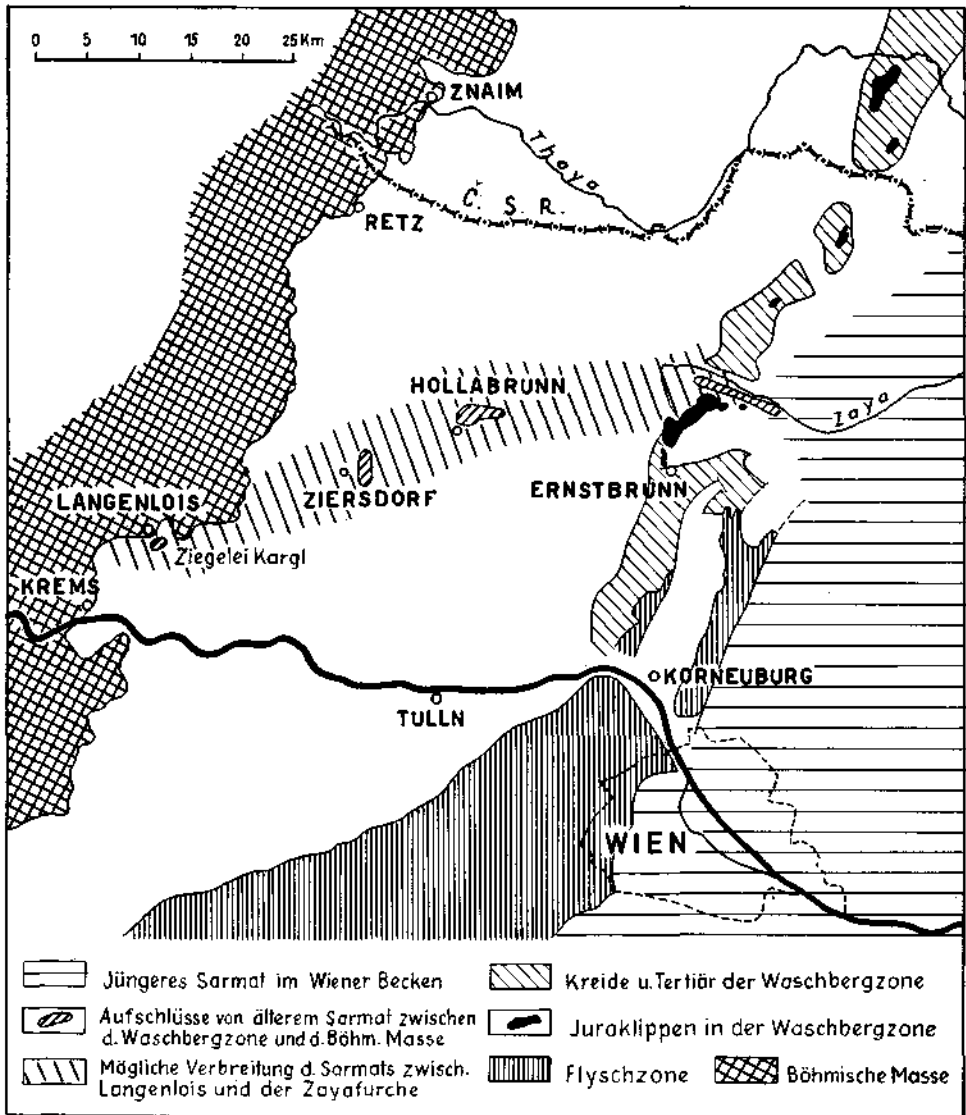 0 5 10 15 20 25 Km
ZNAIM
Thaya
Č. S. R.
RETZ
HOLLABRUNN
Zaya
ZIERSDORF
ERNSTBRUNN
LANGENLOIS
Ziegelei Kargl
KREMS
KORNEUBURG
TULLN
WIEN
Jüngeres Sarmat im Wiener Becken
Aufschlüsse von älterem Sarmat zwischen
d. Waschbergzone und d. Böhm. Masse
Mögliche Verbreitung d. Sarmats zwisch.
Langenlois und der Zayafurche
Kreide u. Tertiär der Waschbergzone
Juraklippen in der Waschbergzone
Flyschzone
Böhmische Masse